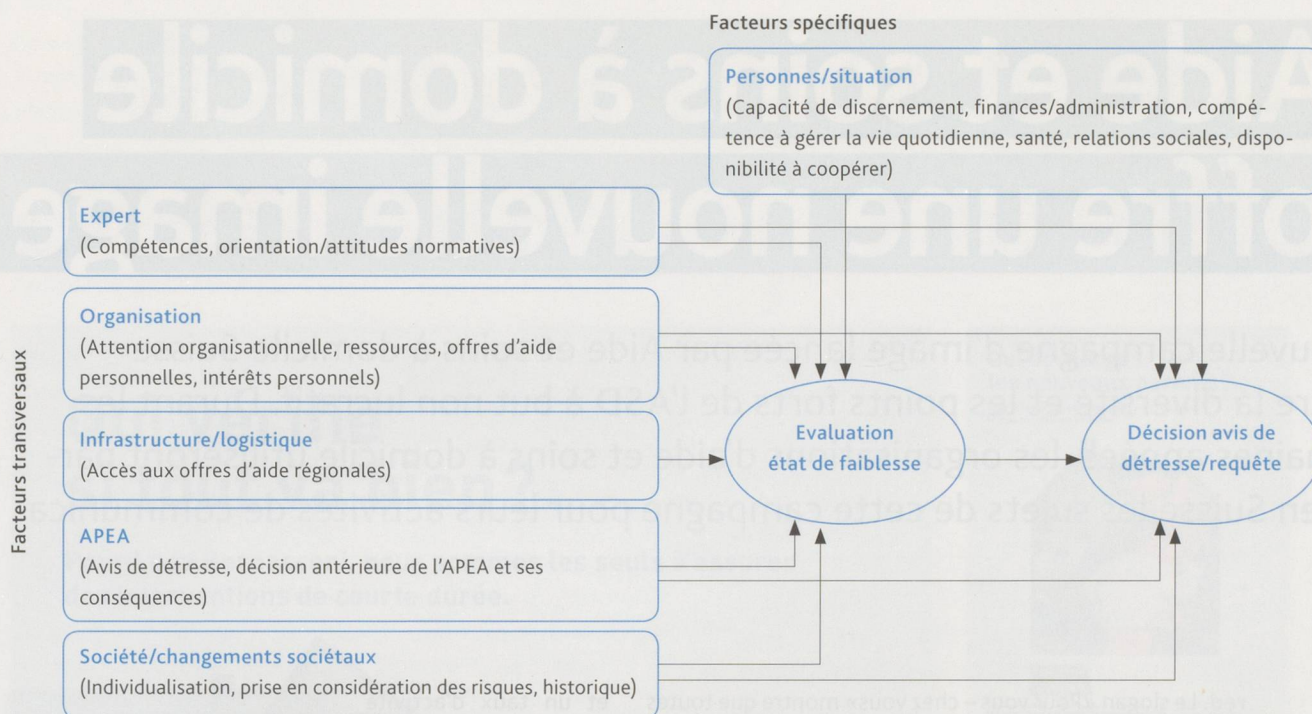 Facteurs spécifiques
Personnes/situation
(Capacité de discernement, finances/administration, compé-
tence à gérer la vie quotidienne, santé, relations sociales, dispo-
nibilité à coopérer)
Facteurs transversaux
Expert
(Compétences, orientation/attitudes normatives)
Organisation
(Attention organisationnelle, ressources, offres d'aide
personnelles, intérêts personnels)
Infrastructure/logistique
(Accès aux offres d'aide régionales)
APEA
(Avis de détresse, décision antérieure de l'APEA et ses
conséquences)
Société/changements sociétaux
(Individualisation, prise en considération des risques, historique)
Evaluation
état de faiblesse
Décision avis de
détresse/requête